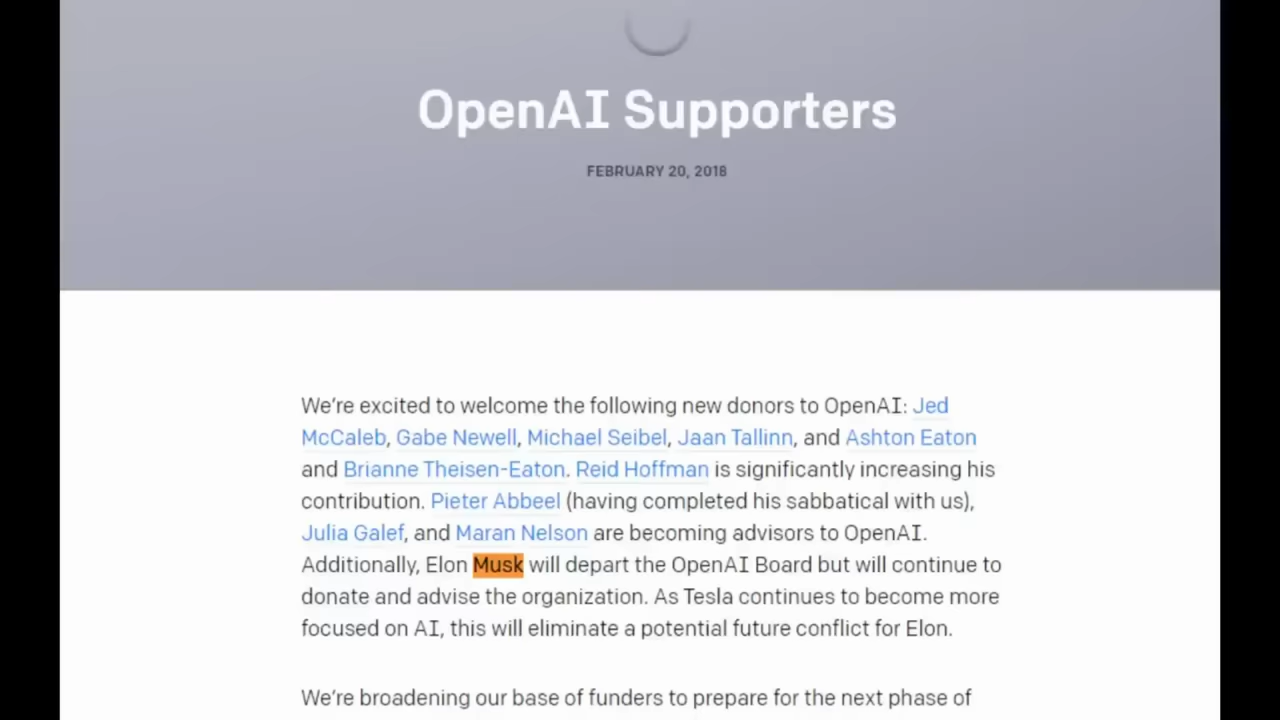 OpenAI Supporters
FEBRUARY 20, 2018
We're excited to welcome the following new donors to OpenAI: Jed
McCaleb, Gabe Newell, Michael Seibel, Jaan Tallinn, and Ashton Eaton
and Brianne Theisen-Eaton. Reid Hoffman is significantly increasing his
contribution. Pieter Abbeel (having completed his sabbatical with us),
Julia Galef, and Maran Nelson are becoming advisors to OpenAI.
Additionally, Elon Musk will depart the OpenAI Board but will continue to
donate and advise the organization. As Tesla continues to become more
focused on AI, this will eliminate a potential future conflict for Elon.
We're broadening our base of funders to prepare for the next phase of